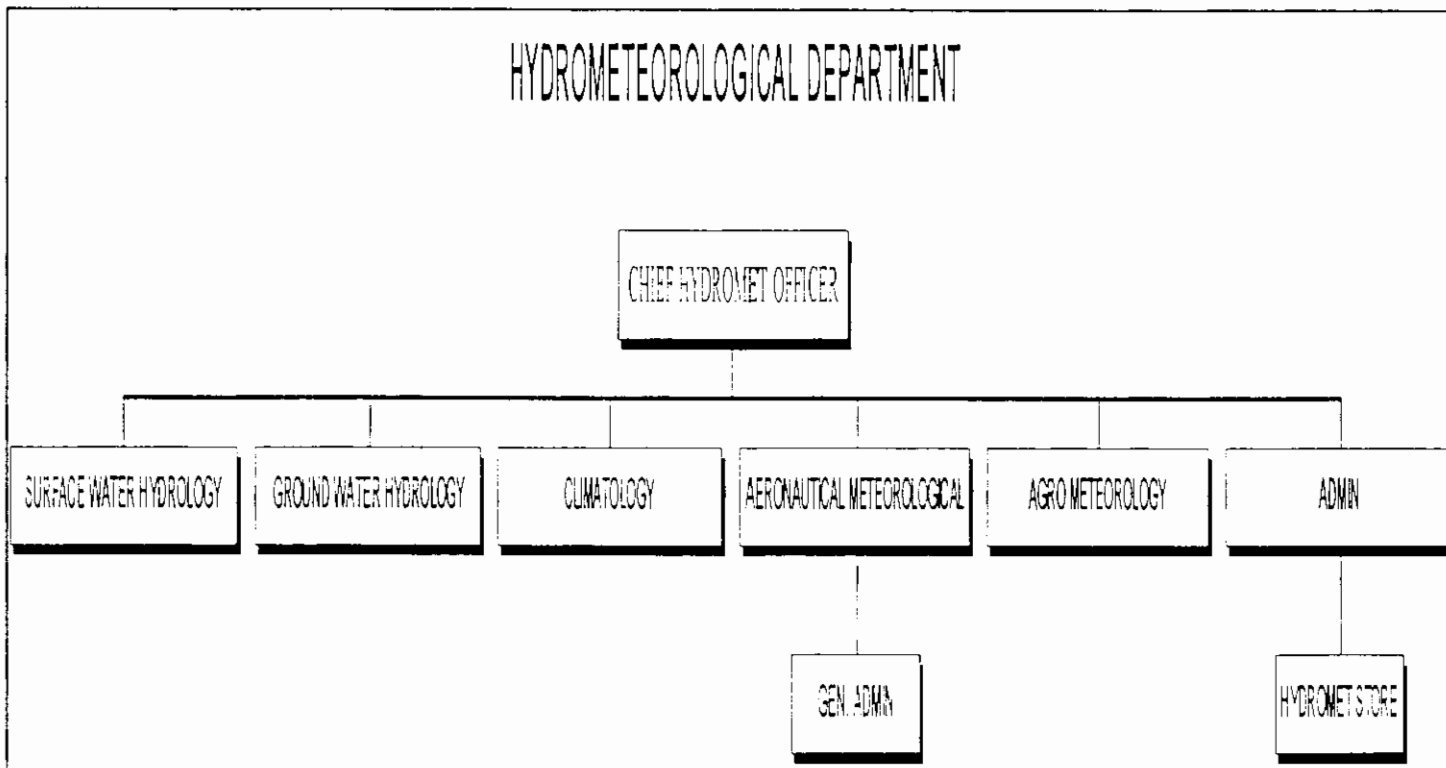 HYDROMETEOROLOGICAL DEPARTMENT
CHIEF HYDROMET OFFICER
SURFACE WATER HYDROLOGY
GROUND WATER HYDROLOGY
CLIMATOLOGY
AERONAUTICAL METEOROLOGICAL
AGRO METEOROLOGY
ADMIN
GEN. ADMIN
HYDROMET STORE